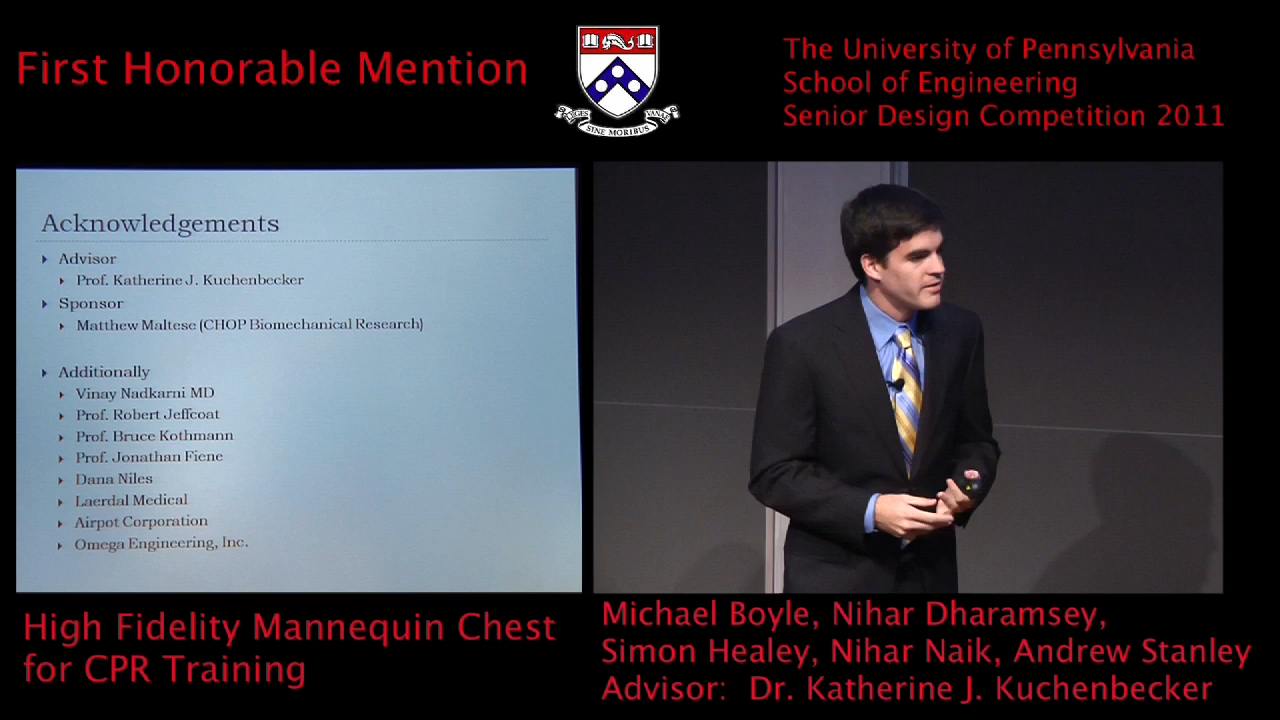 First Honorable Mention
The University of Pennsylvania
School of Engineering
Senior Design Competition 2011
SINE MORIBUS
Acknowledgements
Advisor
Prof. Katherine J. Kuchenbecker
Sponsor
Matthew Maltese (CHOP Biomechanical Research)
Additionally
Vinay Nadkarni MD
Prof. Robert Jeffcoat
Prof. Bruce Kothmann
Prof. Jonathan Fiene
Dana Niles
Laerdal Medical
Airpot Corporation
Omega Engineering, Inc.
High Fidelity Mannequin Chest
for CPR Training
Michael Boyle, Nihar Dharamsey,
Simon Healey, Nihar Naik, Andrew Stanley
Advisor: Dr. Katherine J. Kuchenbecker